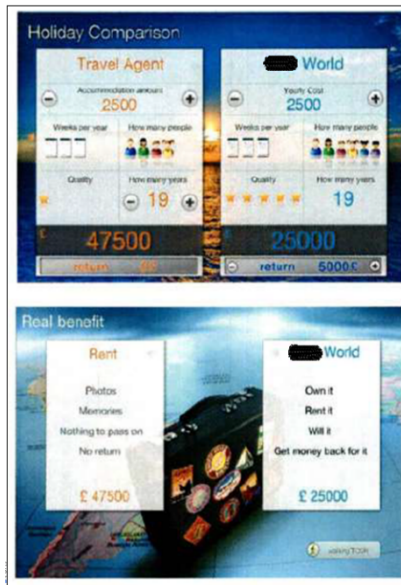 Holiday Comparison
Travel Agent
Accommodation amount
2500
Weeks per year How many people
Quality How many years
19
£ 47500
return
World
Yearly Cost
2500
Weeks per year How many people
Quality How many years
19
£ 25000
return 5000£
Real benefit
Rent
Photos
Memories
Nothing to pass on
No return
£ 47500
World
Own it
Rent it
Will it
Get money back for it
£ 25000